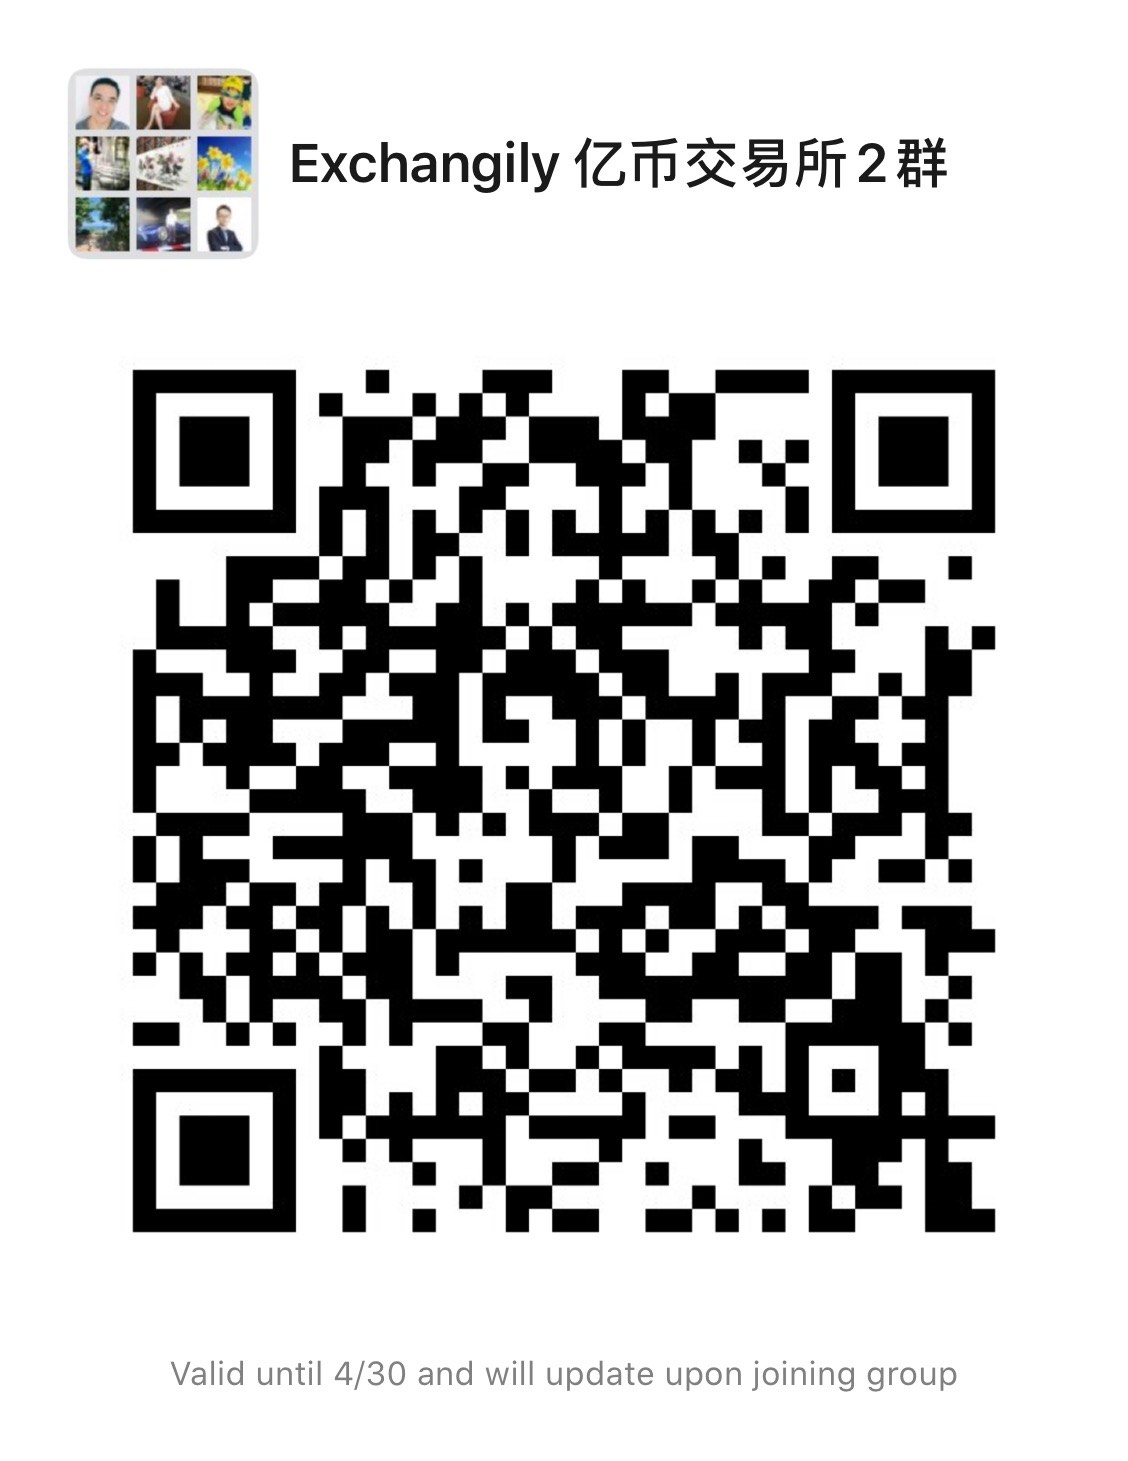 Exchangily 亿币交易所2群
Valid until 4/30 and will update upon joining group